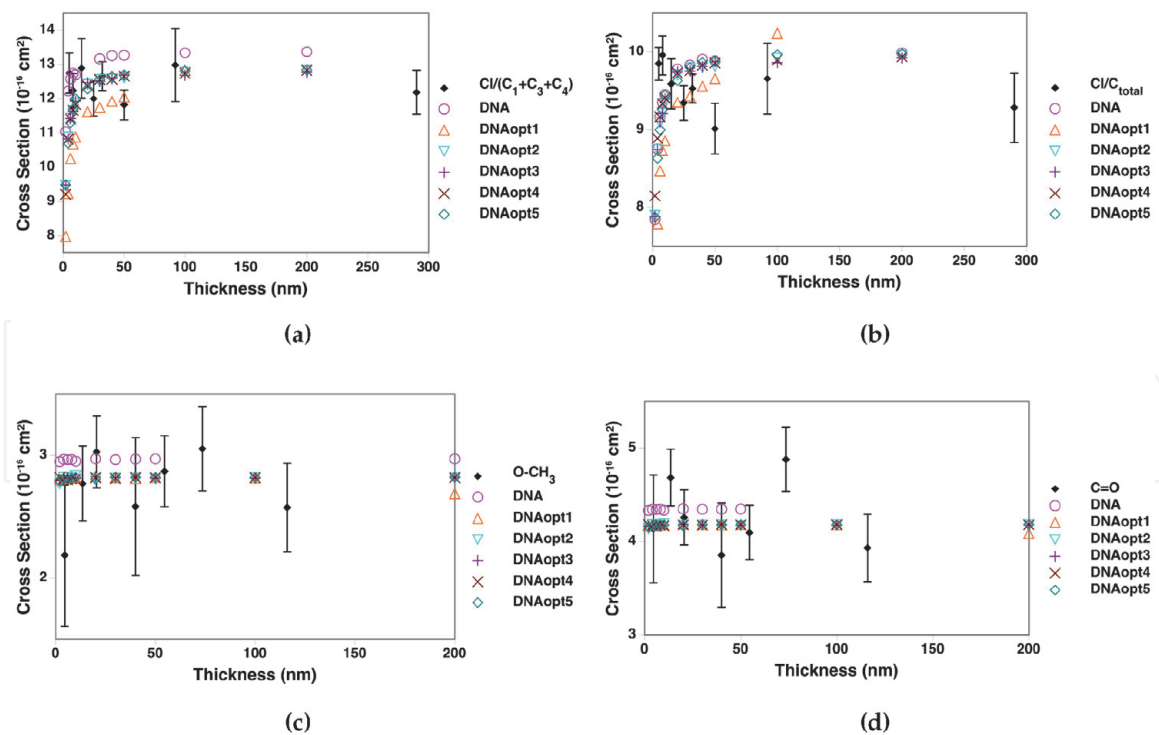 14
13
12
11
10
9
8
Cross Section (10⁻¹⁶ cm²)
0 50 100 150 200 250 300
Thickness (nm)
Cl/(C₁+C₃+C₄)
DNA
DNAopt1
DNAopt2
DNAopt3
DNAopt4
DNAopt5
(a)
10
9
8
Cross Section (10⁻¹⁶ cm²)
0 50 100 150 200 250 300
Thickness (nm)
Cl/C_total
DNA
DNAopt1
DNAopt2
DNAopt3
DNAopt4
DNAopt5
(b)
3
2
Cross Section (10⁻¹⁶ cm²)
0 50 100 150 200
Thickness (nm)
O-CH₃
DNA
DNAopt1
DNAopt2
DNAopt3
DNAopt4
DNAopt5
(c)
5
4
3
Cross Section (10⁻¹⁶ cm²)
0 50 100 150 200
Thickness (nm)
C=O
DNA
DNAopt1
DNAopt2
DNAopt3
DNAopt4
DNAopt5
(d)